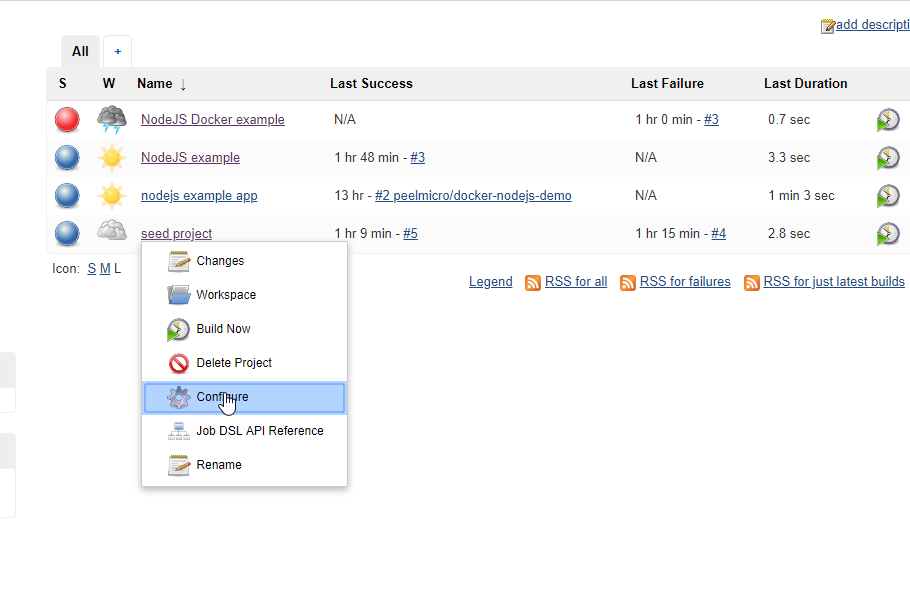 add descripti
All +
S W Name ↓ Last Success Last Failure Last Duration
NodeJS Docker example N/A 1 hr 0 min - #3 0.7 sec
NodeJS example 1 hr 48 min - #3 N/A 3.3 sec
nodejs example app 13 hr - #2 peelmicro/docker-nodejs-demo N/A 1 min 3 sec
seed project 1 hr 9 min - #5 1 hr 15 min - #4 2.8 sec
Icon: S M L
Legend RSS for all RSS for failures RSS for just latest builds
Changes
Workspace
Build Now
Delete Project
Configure
Job DSL API Reference
Rename